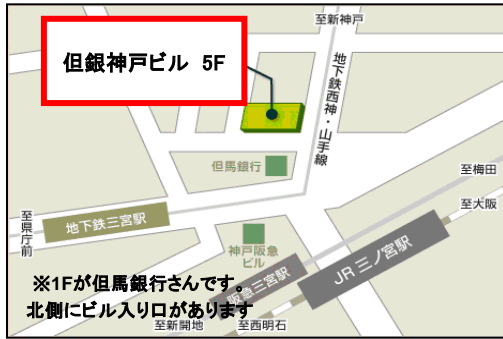 至新神戸
但銀神戸ビル 5F
地下鉄西神・山手線
但馬銀行
至梅田
至大阪
至県庁前
地下鉄三宮駅
神戸阪急
ビル
JR 三ノ宮駅
阪急三宮駅
※1Fが但馬銀行さんです。
北側にビル入り口があります
至新開地
至西明石